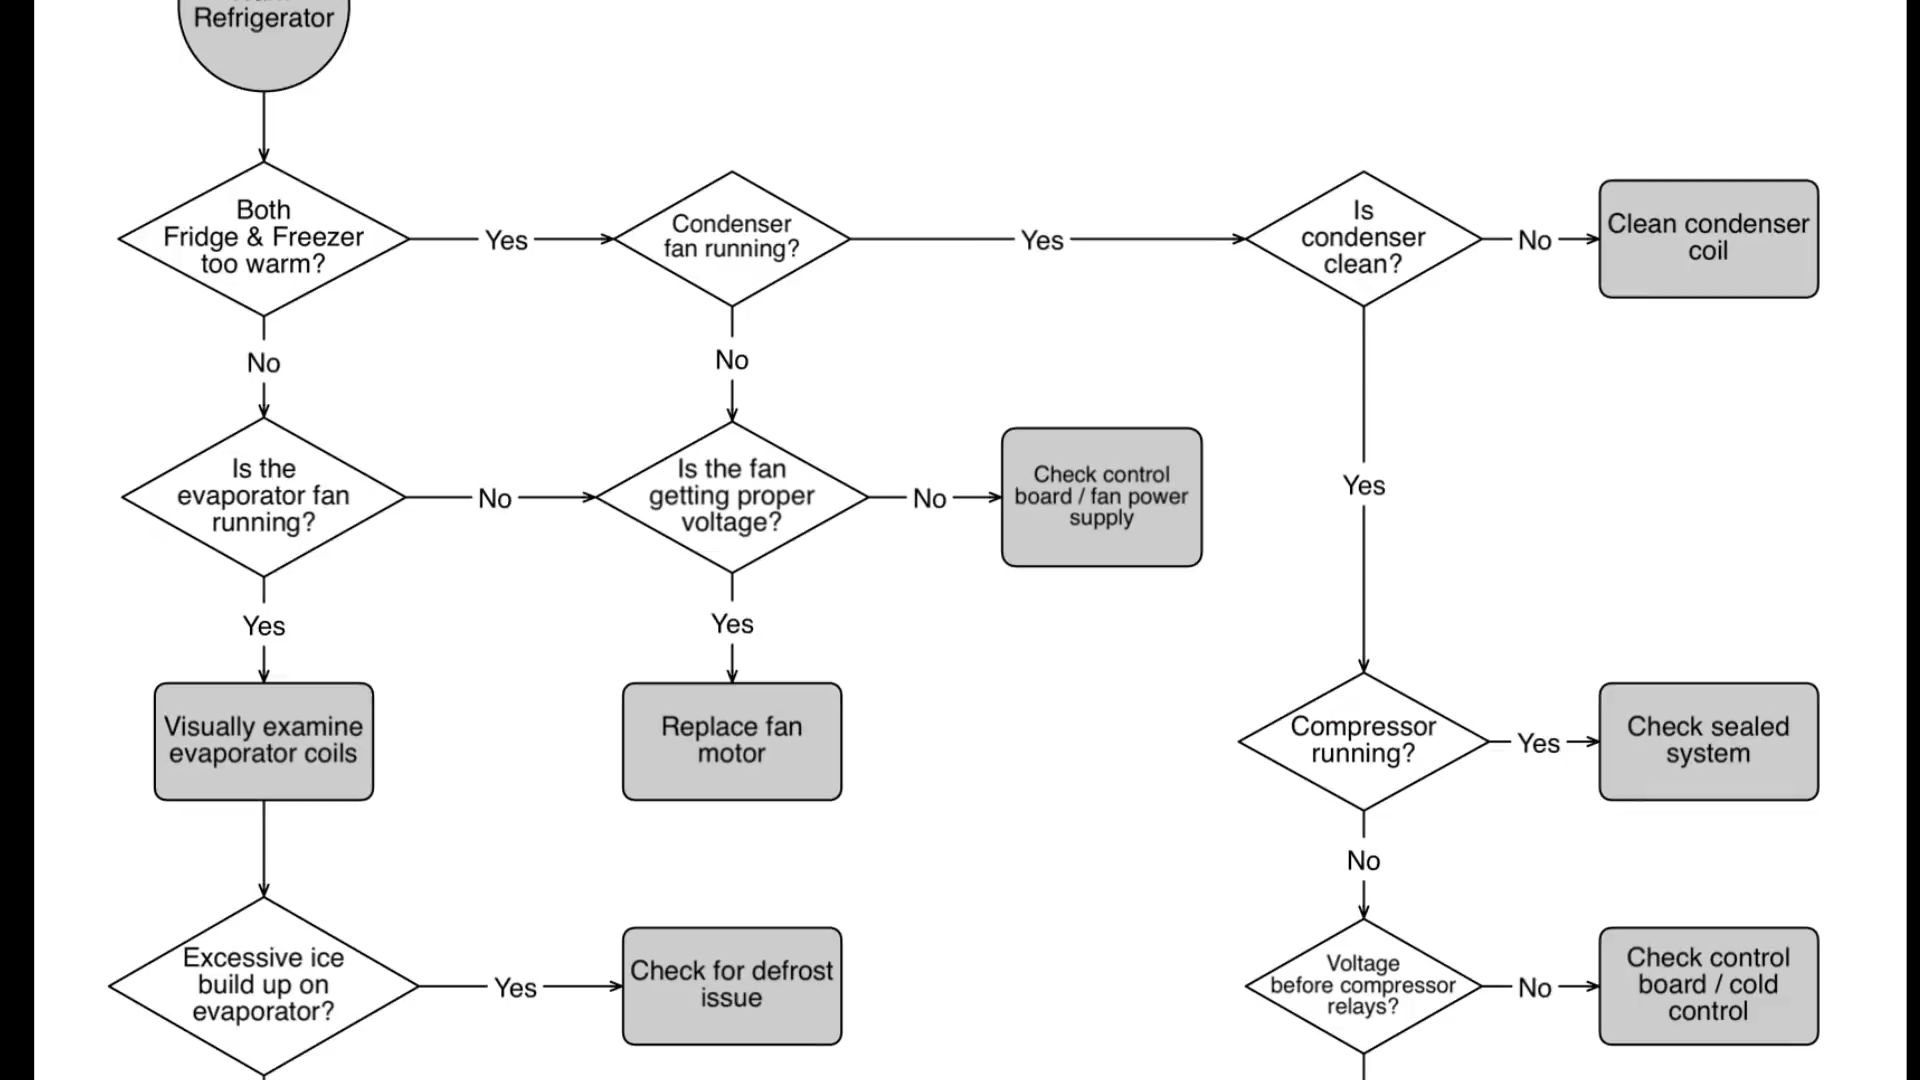 Refrigerator
Both
Fridge & Freezer
too warm?
Yes
Condenser
fan running?
Yes
Is
condenser
clean?
No
Clean condenser
coil
No
No
Yes
Is the
evaporator fan
running?
No
Is the fan
getting proper
voltage?
No
Check control
board / fan power
supply
Yes
Yes
Visually examine
evaporator coils
Replace fan
motor
Compressor
running?
Yes
Check sealed
system
No
Excessive ice
build up on
evaporator?
Yes
Check for defrost
issue
Voltage
before compressor
relays?
No
Check control
board / cold
control